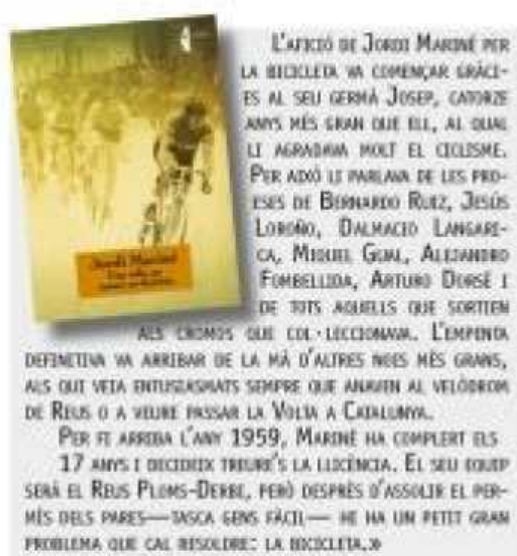 L'AFICIÓ DE JORDI MARINÉ PER
LA BICICLETA VA COMENÇAR GRÀCI-
ES AL SEU GERMÀ JOSEP, CATORZE
ANYS MÉS GRAN QUE ELL, AL QUAL
LI AGRADAVA MOLT EL CICLISME.
PER AIXÒ LI PARLAVA DE LES PRO-
ESES DE BERNARDO RUIZ, JESÚS
LOROÑO, DALMACIO LANGARI-
CA, MIQUEL GUAL, ALEJANDRO
FOMBELLIDA, ARTURO DORSÉ I
DE TOTS AQUELLS QUE SORTIEN
ALS CROMOS QUE COL·LECCIONAVA. L'EMPENTA
DEFINITIVA VA ARRIBAR DE LA MÀ D'ALTRES NOIS MÉS GRANS,
ALS QUI VEIA ENTUSIASMATS SEMPRE QUE ANAVEN AL VELÒDROM
DE REUS O A VEURE PASSAR LA VOLTA A CATALUNYA.
PER FI ARRIBA L'ANY 1959, MARINÉ HA COMPLERT ELS
17 ANYS I DECIDEIX TREURE'S LA LLICÈNCIA. EL SEU EQUIP
SERÀ EL REUS PLOMS-DERBI, PERÒ DESPRÉS D'ASSOLIR EL PER-
MÍS DELS PARES—TASCA GENS FÀCIL— HI HA UN PETIT GRAN
PROBLEMA QUE CAL RESOLDRE: LA BICICLETA.»
Jordi Mariné